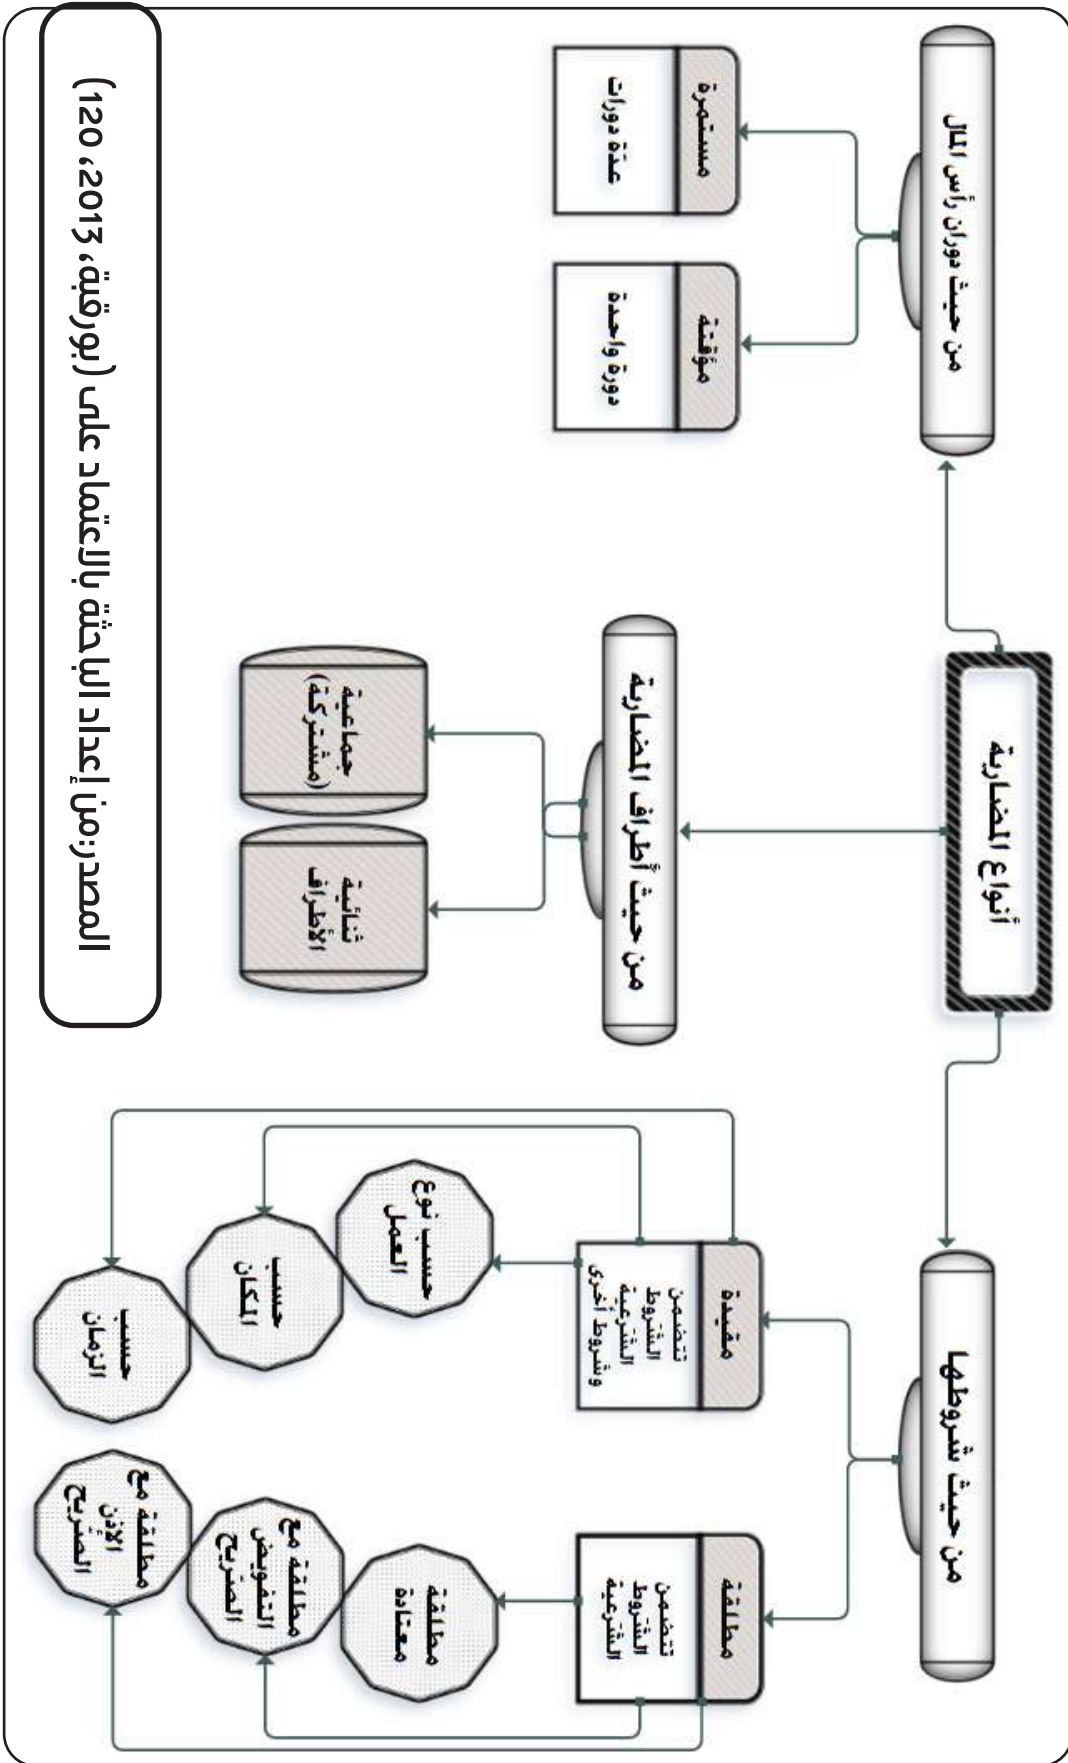 أنواع المضاربة
من حيث شروطها
مطلقة
تتضمن
الشروط
الشرعية
مطلقة
معتادة
مطلقة مع
التفويض
الصريح
مطلقة مع
الإذن
الصريح
مقيدة
تتضمن
الشروط
الشرعية
وشروط أخرى
حسب نوع
العمل
حسب
المكان
حسب
الزمان
من حيث أطراف المضاربة
ثنائية
الأطراف
جماعية
(مشتركة)
من حيث دوران رأس المال
مؤقتة
دورة واحدة
مستمرة
عدة دورات
المصدر:من إعداد الباحثة بالاعتماد على (بورقبة، 2013، 120)